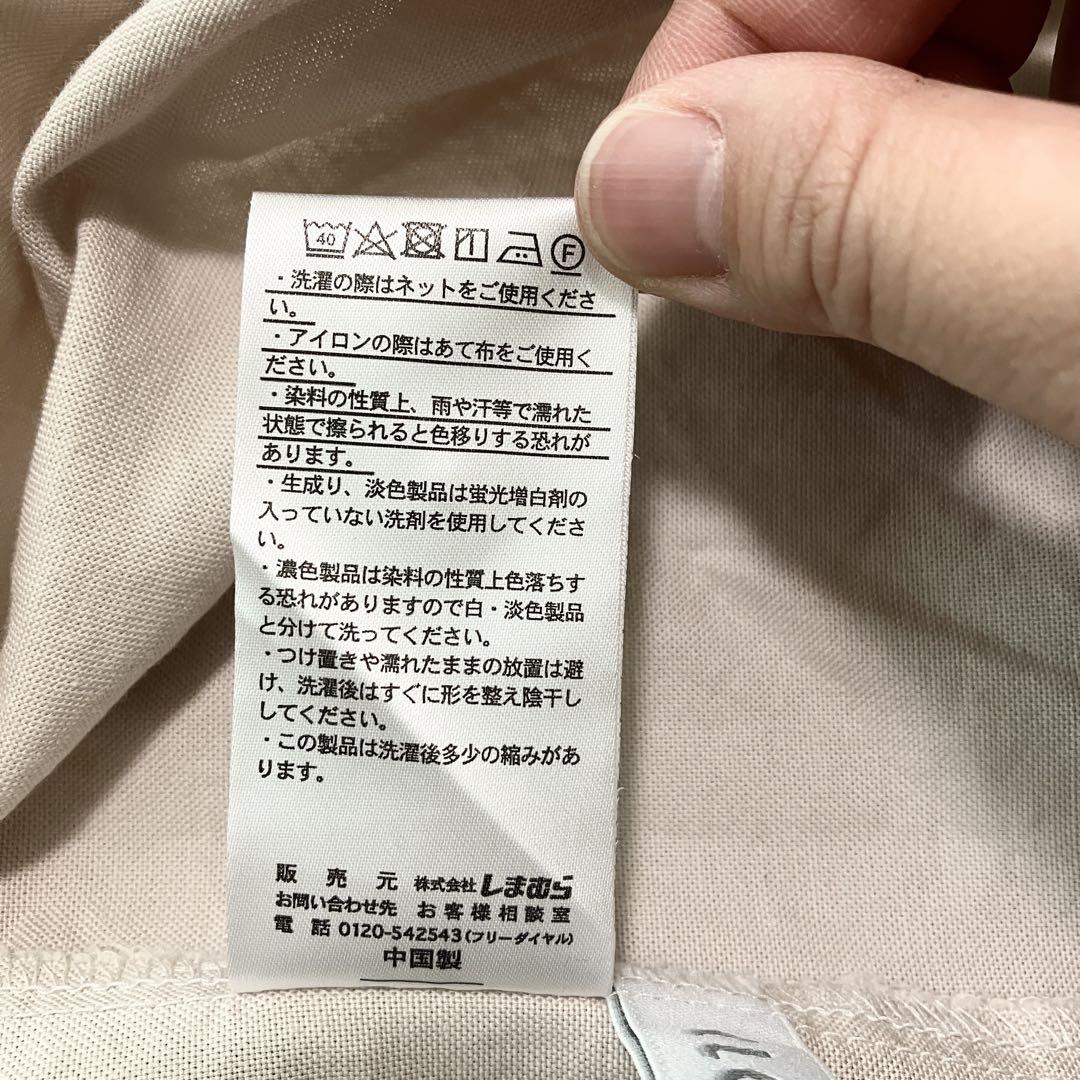 40 F
・洗濯の際はネットをご使用くださ
い。
・アイロンの際はあて布をご使用く
ださい。
・染料の性質上、雨や汗等で濡れた
状態で擦られると色移りする恐れが
あります。
・生成り、淡色製品は蛍光増白剤の
入っていない洗剤を使用してくださ
い。
・濃色製品は染料の性質上色落ちす
る恐れがありますので白・淡色製品
と分けて洗ってください。
・つけ置きや濡れたままの放置は避
け、洗濯後はすぐに形を整え陰干し
してください。
・この製品は洗濯後多少の縮みがあ
ります。
販売元 株式会社 しまむら
お問い合わせ先 お客様相談室
電話 0120-542543(フリーダイヤル)
中国製